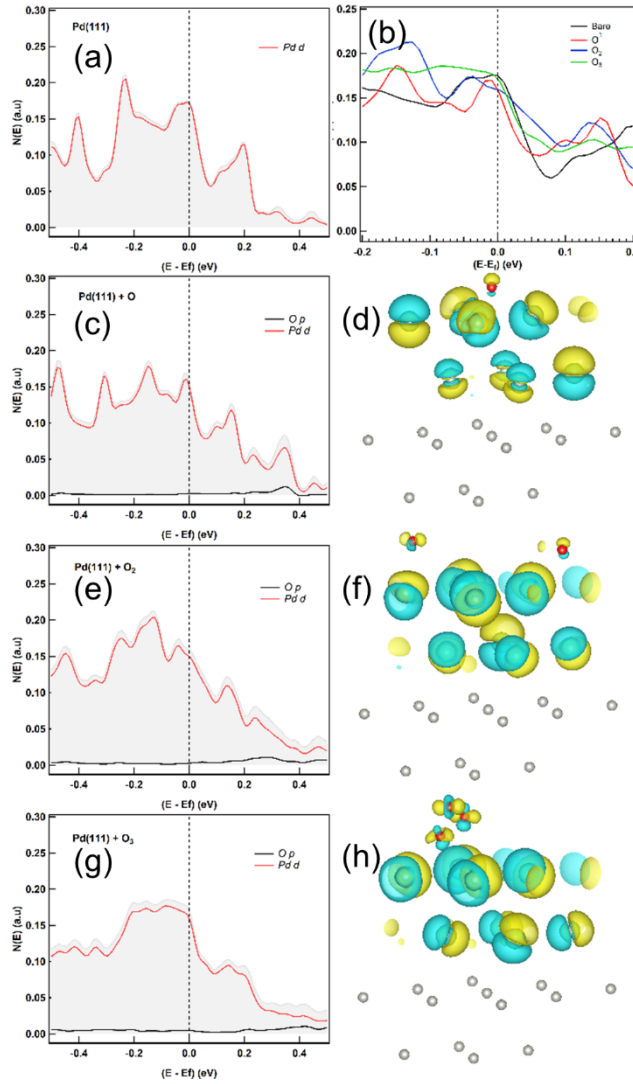 Pd(111)
(a)
Pd d
0.30
0.25
0.20
0.15
0.10
0.05
0.00
N(E) (a.u)
-0.4 -0.2 0.0 0.2 0.4
(E - Ef) (eV)
(b)
Bare
O
O2
O3
0.25
0.20
0.15
0.10
0.05
0.00
-0.2 -0.1 0.0 0.1 0.2
(E-Ef) (eV)
Pd(111) + O
(c)
O p
Pd d
0.30
0.25
0.20
0.15
0.10
0.05
0.00
N(E) (a.u)
-0.4 -0.2 0.0 0.2 0.4
(E - Ef) (eV)
(d)
Pd(111) + O₂
(e)
O p
Pd d
0.30
0.25
0.20
0.15
0.10
0.05
0.00
N(E) (a.u)
-0.4 -0.2 0.0 0.2 0.4
(E - Ef) (eV)
(f)
Pd(111) + O₃
(g)
O p
Pd d
0.30
0.25
0.20
0.15
0.10
0.05
0.00
N(E) (a.u)
-0.4 -0.2 0.0 0.2 0.4
(E - Ef) (eV)
(h)